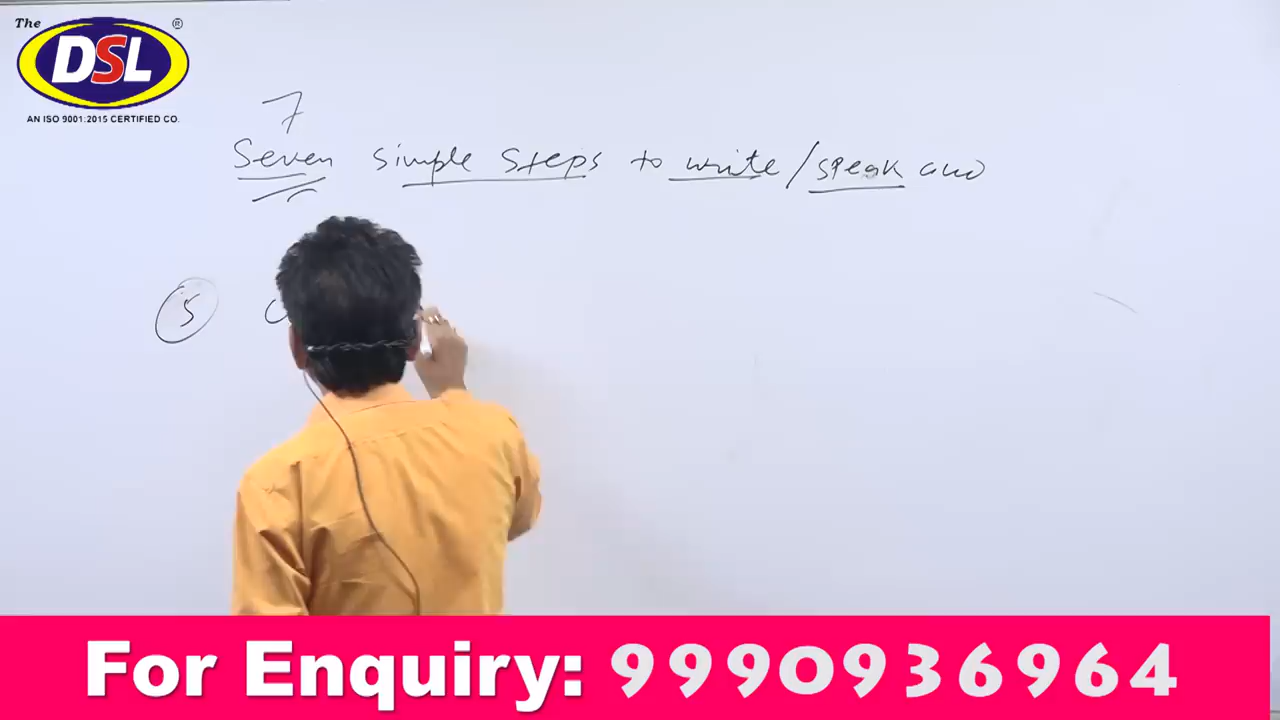 The
DSL
®
AN ISO 9001:2015 CERTIFIED CO.
7
Seven simple steps to write / speak
5
For Enquiry: 9990936964